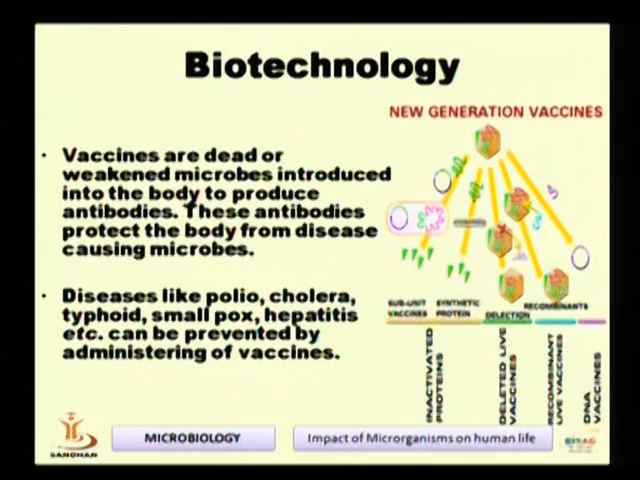 Biotechnology
NEW GENERATION VACCINES
• Vaccines are dead or
weakened microbes introduced
into the body to produce
antibodies. These antibodies
protect the body from disease
causing microbes.
• Diseases like polio, cholera,
typhoid, small pox, hepatitis
etc. can be prevented by
administering of vaccines.
SUB-UNIT
VACCINES
SYNTHETIC
PROTEIN
DELECTION
RECOMBINANTS
INACTIVATED
PROTEINS
DELETED LIVE
VACCINES
RECOMBINANT
LIVE VACCINES
DNA
VACCINES
SANDHAN
MICROBIOLOGY
Impact of Microrganisms on human life
BISAG